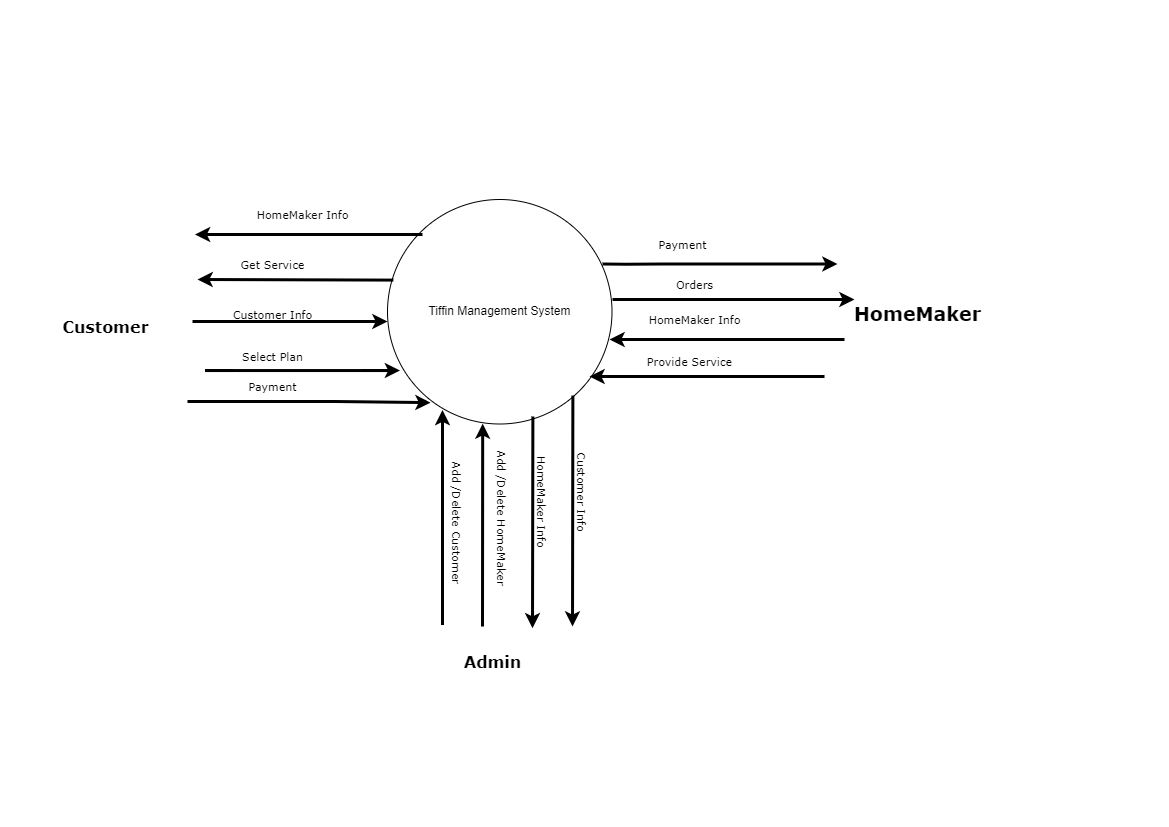 HomeMaker Info
Get Service
Customer Info
Customer
Select Plan
Payment
Tiffin Management System
Payment
Orders
HomeMaker Info
HomeMaker
Provide Service
Add /Delete Customer
Add /Delete HomeMaker
HomeMaker Info
Customer Info
Admin